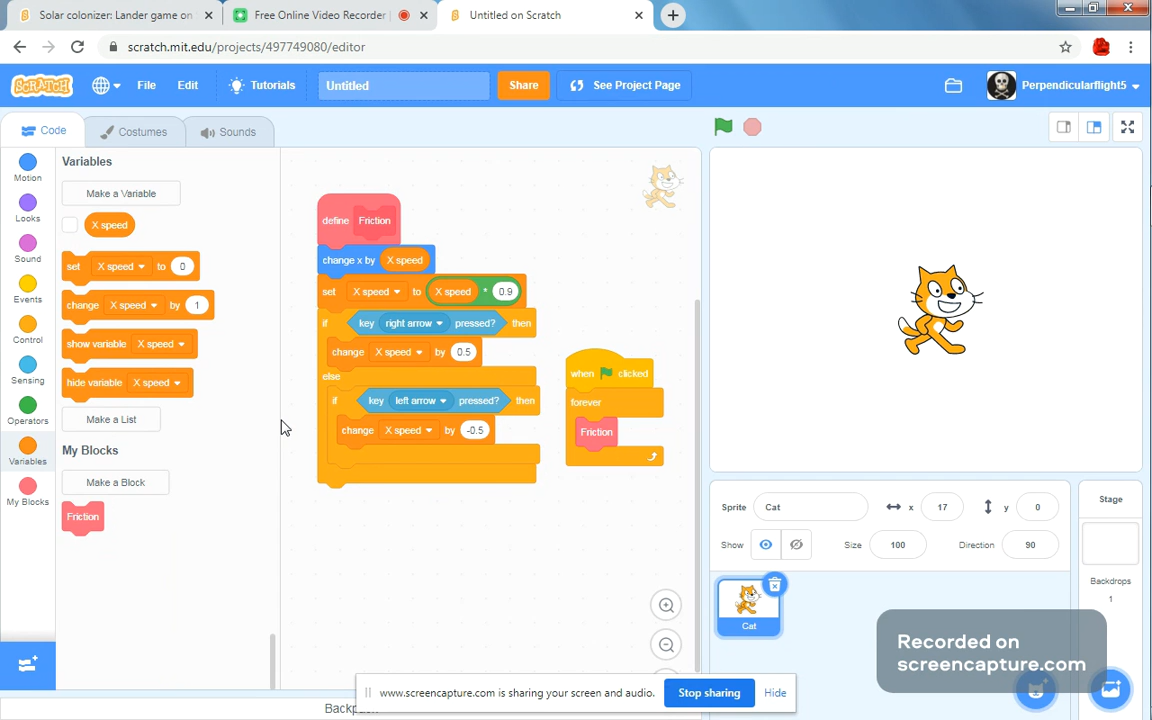 Solar colonizer: Lander game on
Free Online Video Recorder
Untitled on Scratch
scratch.mit.edu/projects/497749080/editor
SCRATCH
File
Edit
Tutorials
Untitled
Share
See Project Page
Perpendicularflight5
Code
Costumes
Sounds
Motion
Looks
Sound
Events
Control
Sensing
Operators
Variables
My Blocks
Variables
Make a Variable
X speed
set X speed to 0
change X speed by 1
show variable X speed
hide variable X speed
Make a List
My Blocks
Make a Block
Friction
define Friction
change x by X speed
set X speed to X speed * 0.9
if key right arrow pressed? then
change X speed by 0.5
else
if key left arrow pressed? then
change X speed by -0.5
when clicked
forever
Friction
Sprite Cat x 17 y 0
Show Size 100 Direction 90
Cat
Stage
Backdrops
1
Recorded on
screencapture.com
www.screencapture.com is sharing your screen and audio.
Stop sharing
Hide